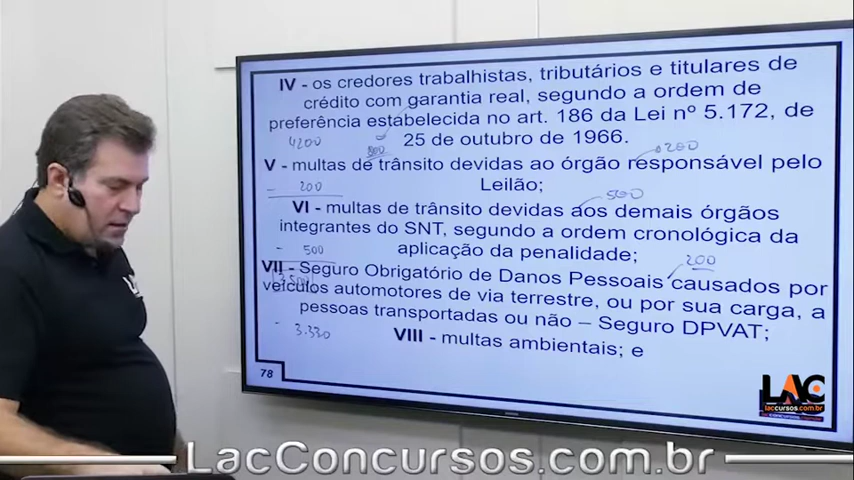 IV - os credores trabalhistas, tributários e titulares de
crédito com garantia real, segundo a ordem de
preferência estabelecida no art. 186 da Lei nº 5.172, de
25 de outubro de 1966.
4200
200
V - multas de trânsito devidas ao órgão responsável pelo
Leilão;
- 200
500
VI - multas de trânsito devidas aos demais órgãos
integrantes do SNT, segundo a ordem cronológica da
aplicação da penalidade;
- 500
200
VII - Seguro Obrigatório de Danos Pessoais causados por
veículos automotores de via terrestre, ou por sua carga, a
pessoas transportadas ou não – Seguro DPVAT;
- 3.330
VIII - multas ambientais; e
78
LAC
laccursos.com.br
LacConcursos.com.br